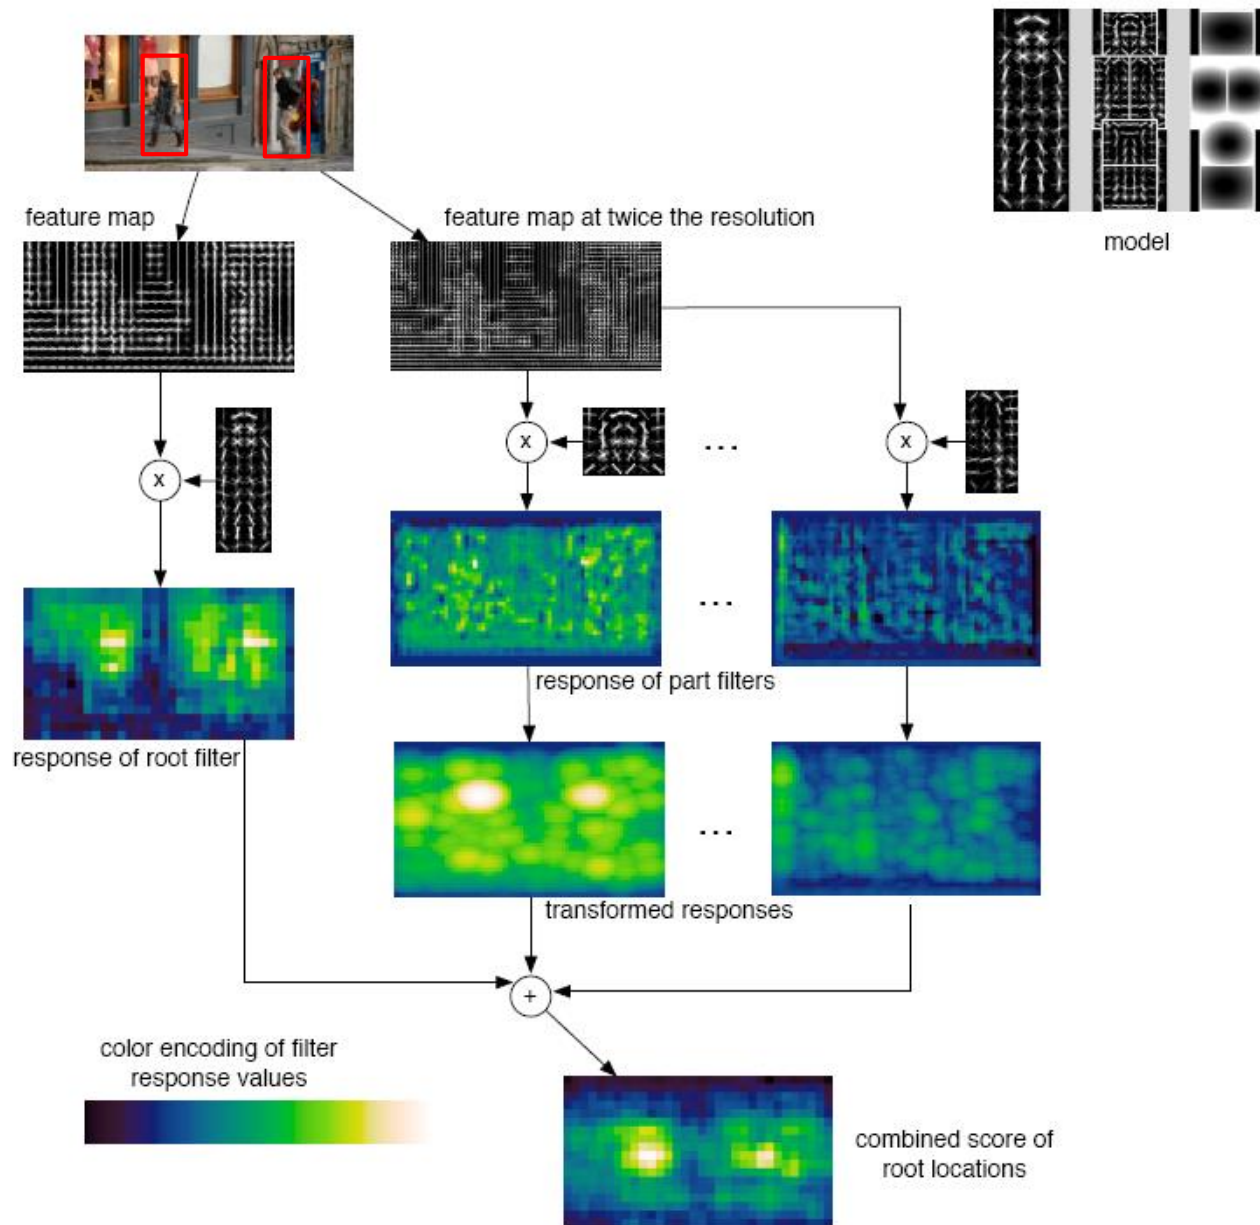 feature map
feature map at twice the resolution
model
x
x
...
x
response of part filters
...
response of root filter
...
transformed responses
+
color encoding of filter
response values
combined score of
root locations